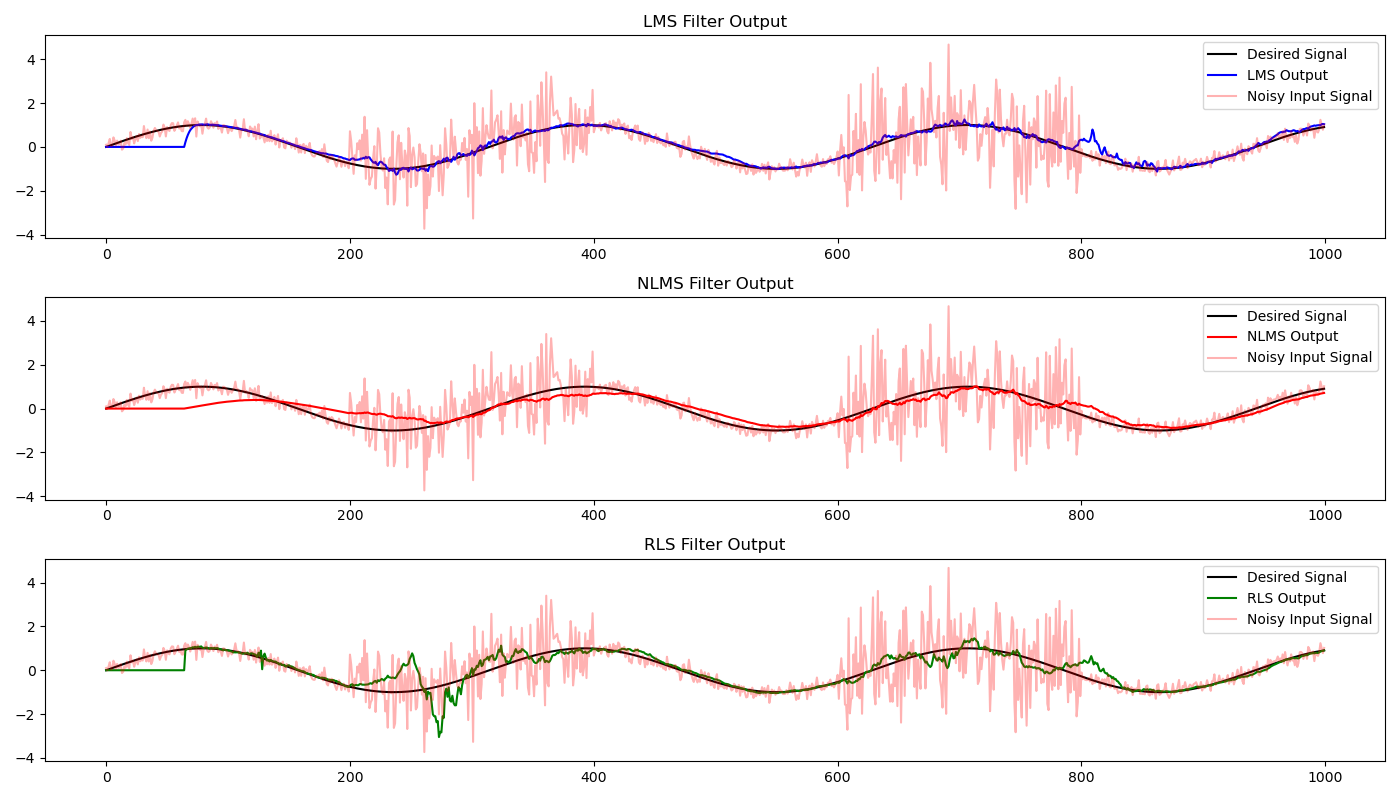 LMS Filter Output
4
2
0
−2
−4
Desired Signal
LMS Output
Noisy Input Signal
0 200 400 600 800 1000
NLMS Filter Output
4
2
0
−2
−4
Desired Signal
NLMS Output
Noisy Input Signal
0 200 400 600 800 1000
RLS Filter Output
4
2
0
−2
−4
Desired Signal
RLS Output
Noisy Input Signal
0 200 400 600 800 1000